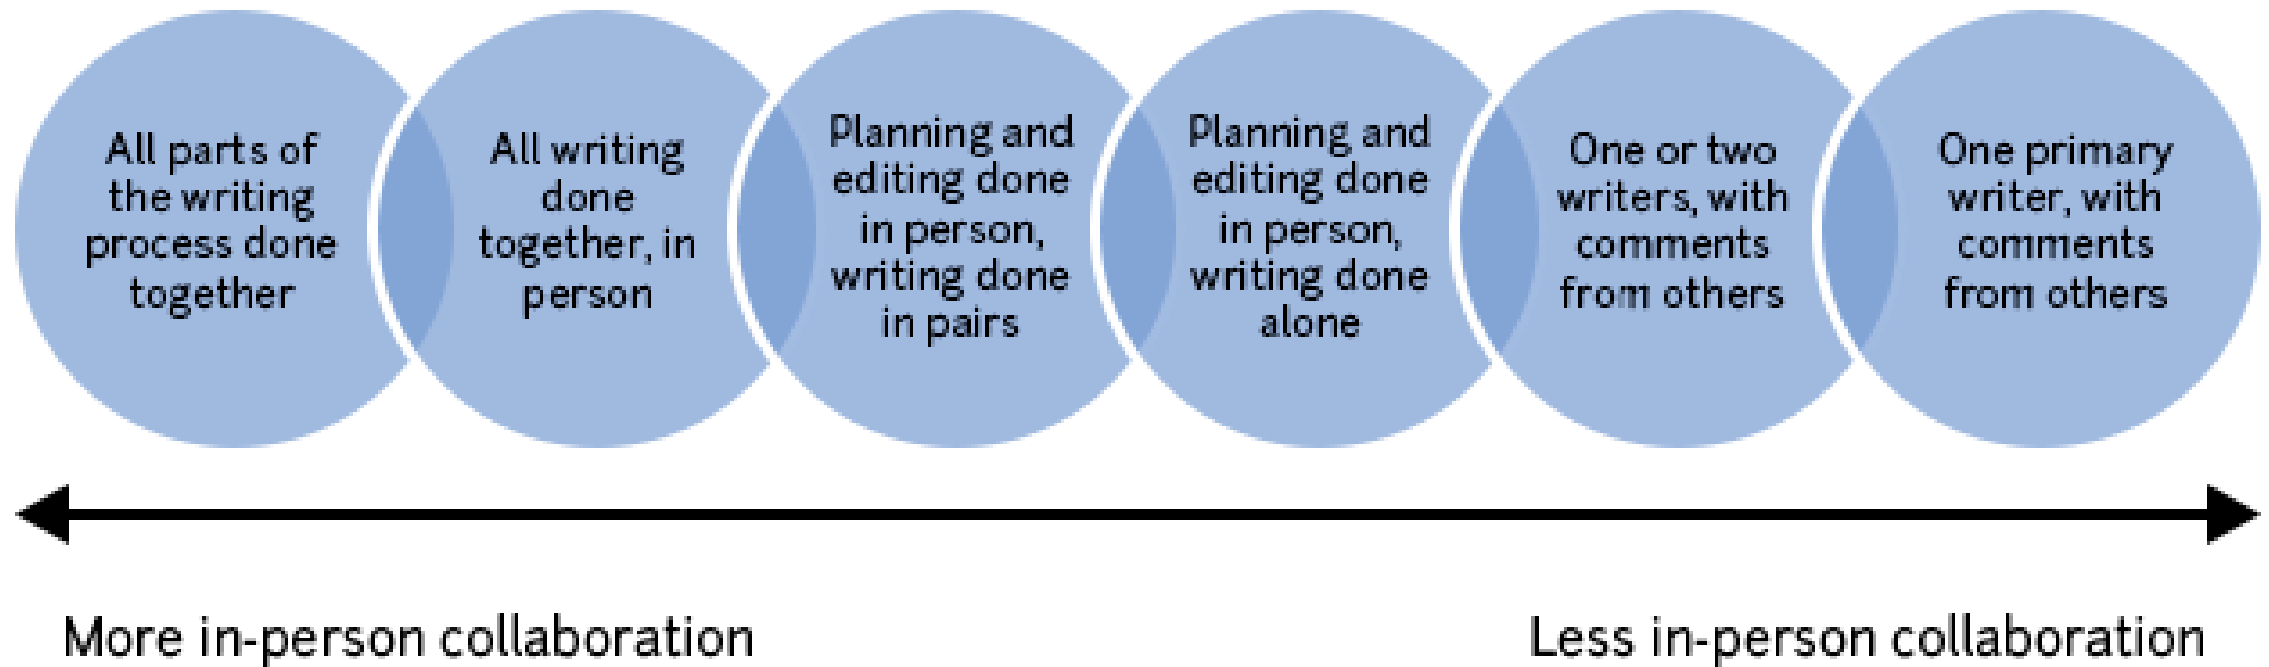 All parts of
the writing
process done
together
All writing
done
together, in
person
Planning and
editing done
in person,
writing done
in pairs
Planning and
editing done
in person,
writing done
alone
One or two
writers, with
comments
from others
One primary
writer, with
comments
from others
More in-person collaboration
Less in-person collaboration